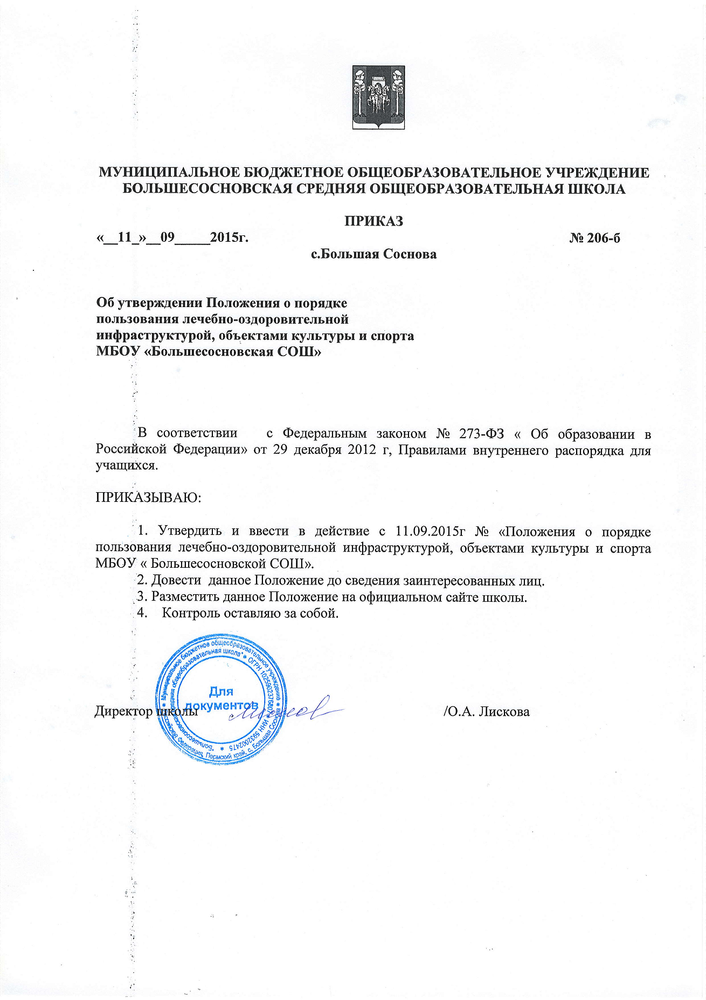 МУНИЦИПАЛЬНОЕ БЮДЖЕТНОЕ ОБЩЕОБРАЗОВАТЕЛЬНОЕ УЧРЕЖДЕНИЕ
БОЛЬШЕСОСНОВСКАЯ СРЕДНЯЯ ОБЩЕОБРАЗОВАТЕЛЬНАЯ ШКОЛА
ПРИКАЗ
«__11_»__09_____2015г. № 206-б
с.Большая Соснова
Об утверждении Положения о порядке
пользования лечебно-оздоровительной
инфраструктурой, объектами культуры и спорта
МБОУ «Большесосновская СОШ»
В соответствии с Федеральным законом № 273-ФЗ « Об образовании в
Российской Федерации» от 29 декабря 2012 г, Правилами внутреннего распорядка для
учащихся.
ПРИКАЗЫВАЮ:
1. Утвердить и ввести в действие с 11.09.2015г № «Положения о порядке
пользования лечебно-оздоровительной инфраструктурой, объектами культуры и спорта
МБОУ « Большесосновской СОШ».
2. Довести данное Положение до сведения заинтересованных лиц.
3. Разместить данное Положение на официальном сайте школы.
4. Контроль оставляю за собой.
Директор школы /О.А. Лискова
Для
документов
* Муниципальное бюджетное общеобразовательное учреждение *
Российская Федерация, Пермский край, с. Большая Соснова
"Большесосновская средняя общеобразовательная школа" * ОГРН * ИНН 5932002475 *